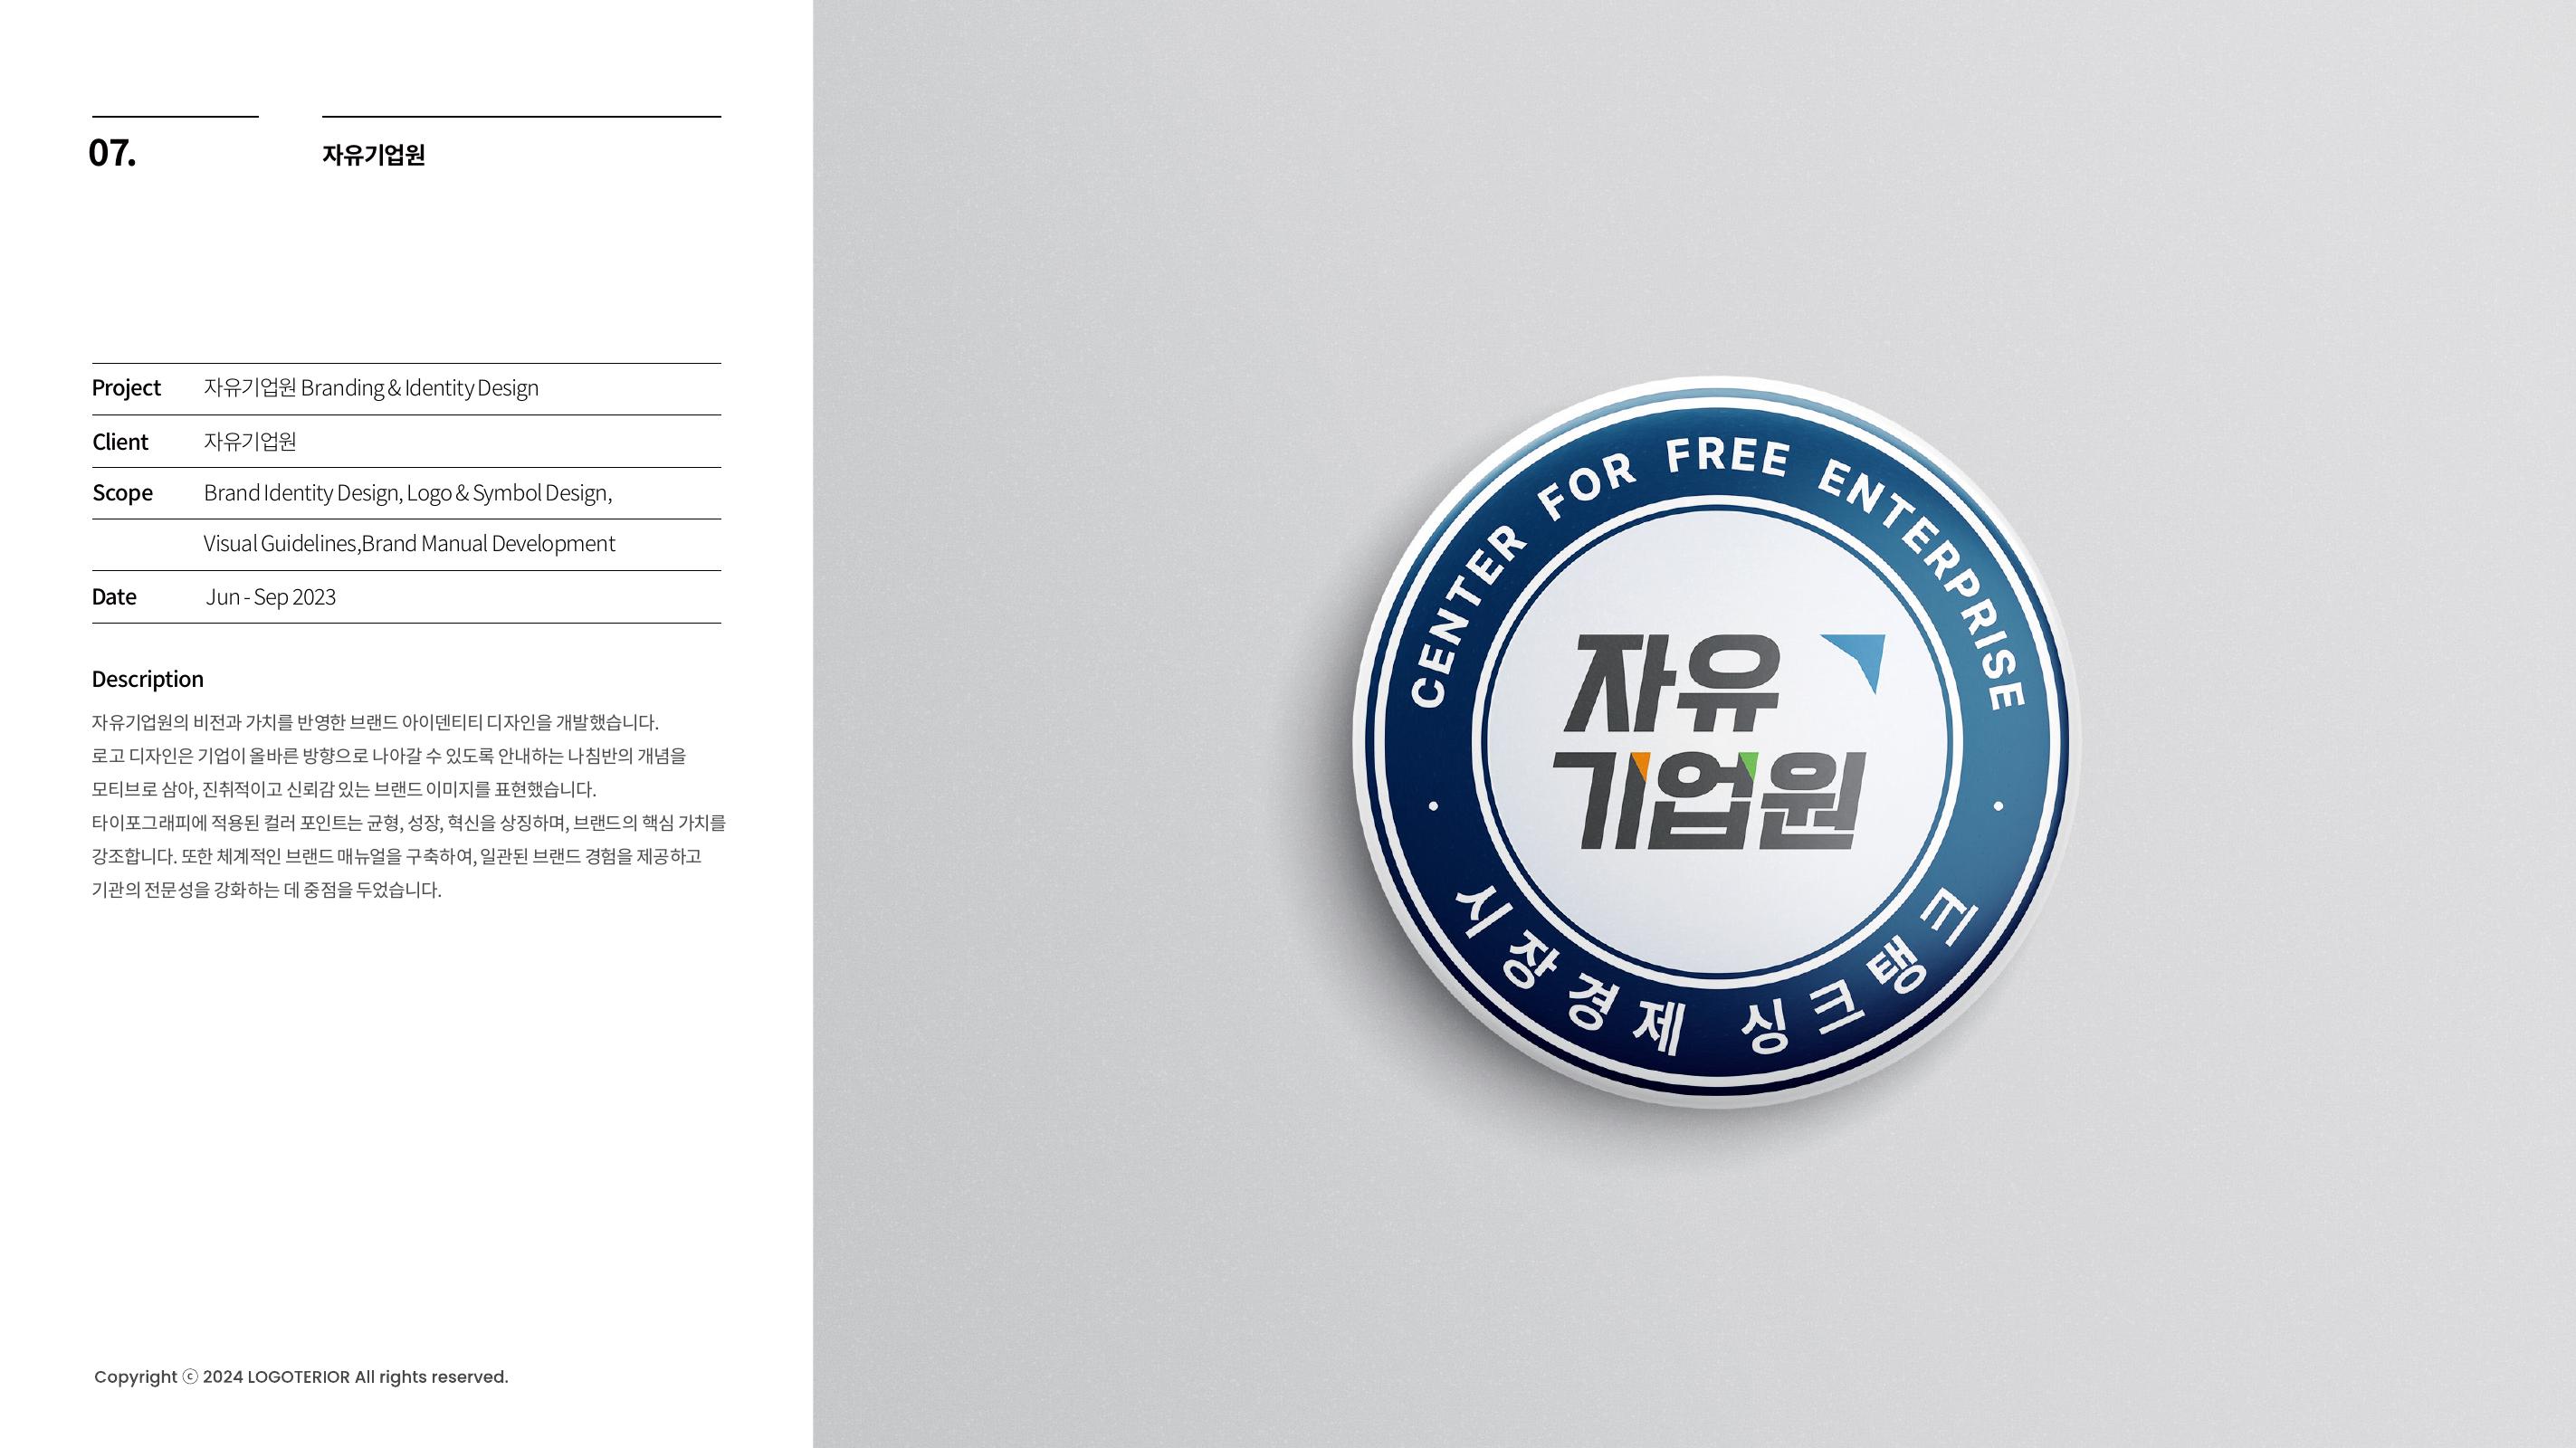 07.
자유기업원
Project 자유기업원 Branding & Identity Design
Client 자유기업원
Scope Brand Identity Design, Logo & Symbol Design,
Visual Guidelines,Brand Manual Development
Date Jun - Sep 2023
Description
자유기업원의 비전과 가치를 반영한 브랜드 아이덴티티 디자인을 개발했습니다.
로고 디자인은 기업이 올바른 방향으로 나아갈 수 있도록 안내하는 나침반의 개념을
모티브로 삼아, 진취적이고 신뢰감 있는 브랜드 이미지를 표현했습니다.
타이포그래피에 적용된 컬러 포인트는 균형, 성장, 혁신을 상징하며, 브랜드의 핵심 가치를
강조합니다. 또한 체계적인 브랜드 매뉴얼을 구축하여, 일관된 브랜드 경험을 제공하고
기관의 전문성을 강화하는 데 중점을 두었습니다.
Copyright ⓒ 2024 LOGOTERIOR All rights reserved.
CENTER FOR FREE ENTERPRISE
자유
기업원
시장경제 싱크탱크